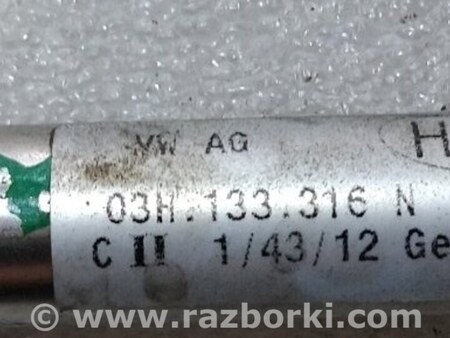 VW AG
H
03H.133.316 N
C II 1/43/12 Ge
© www.razborki.com